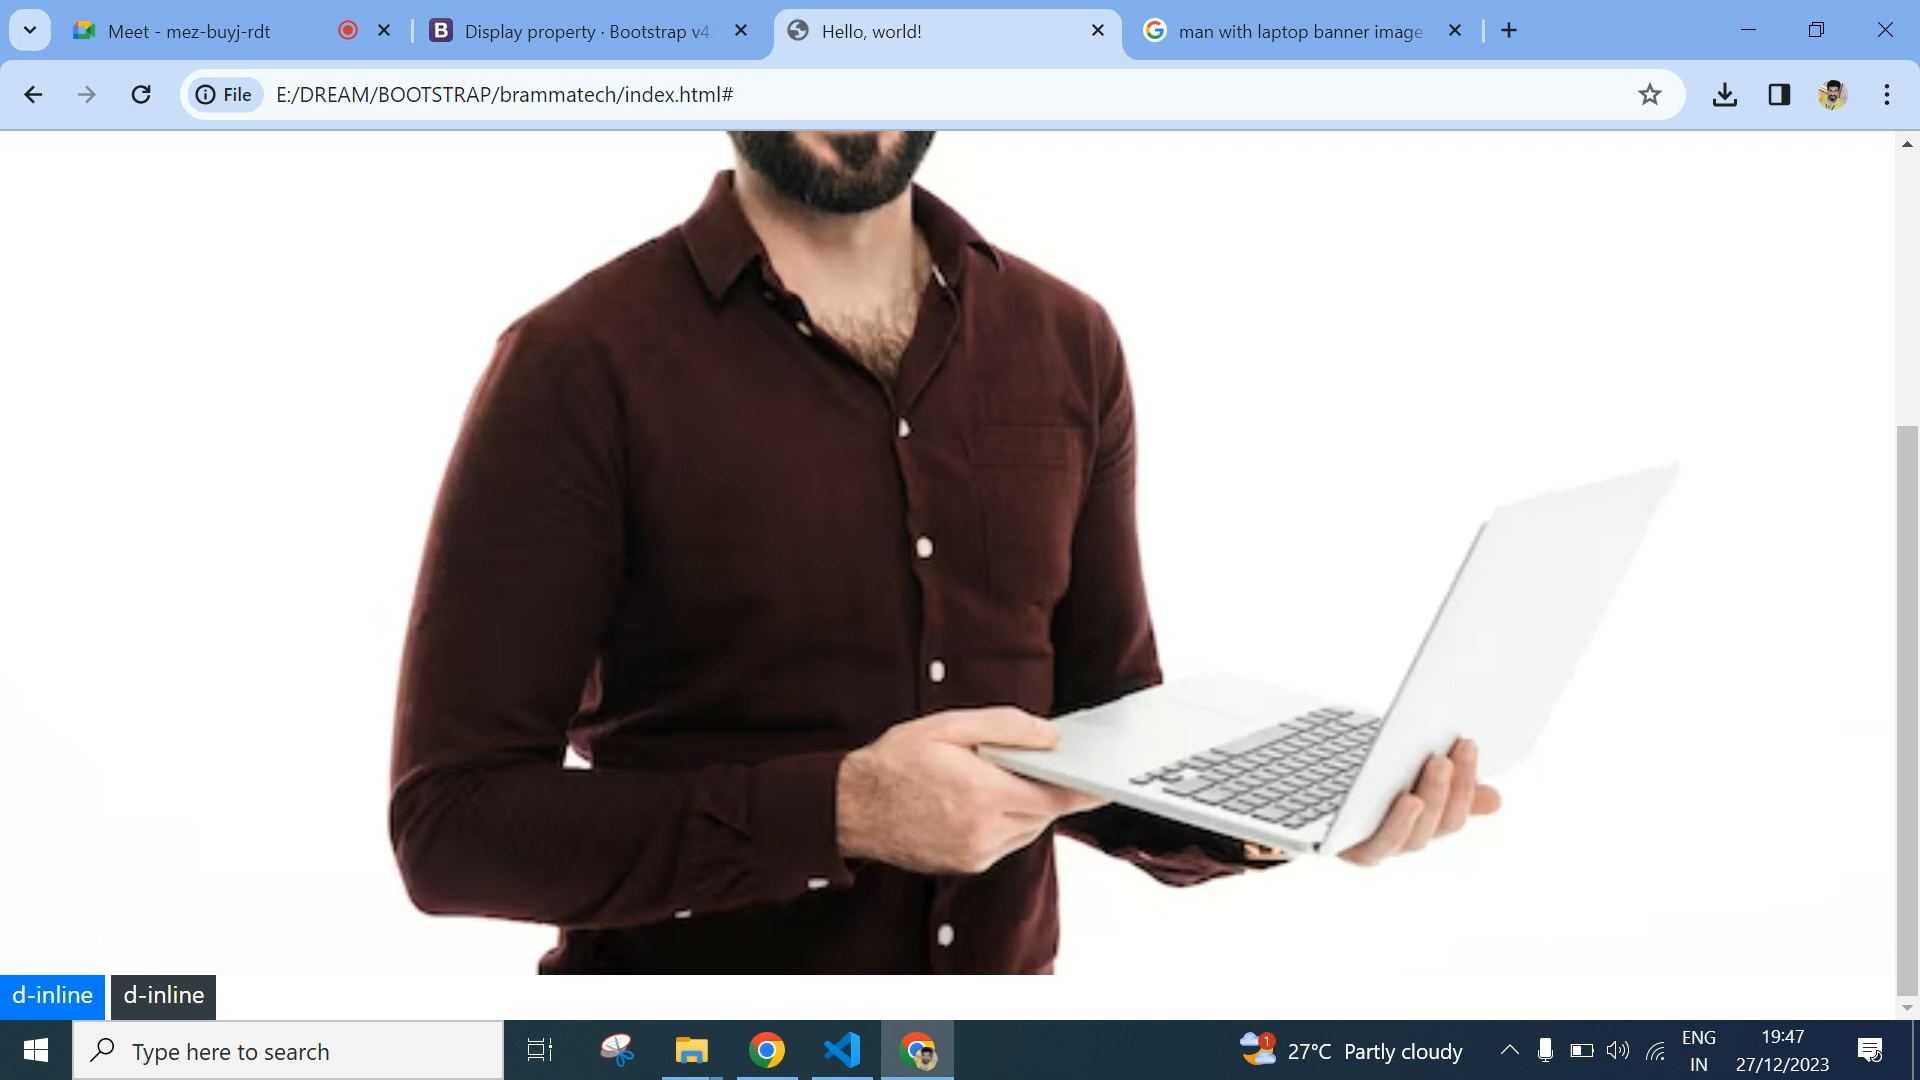 Meet - mez-buyj-rdt
Display property · Bootstrap v4.
Hello, world!
man with laptop banner image
File
E:/DREAM/BOOTSTRAP/brammatech/index.html#
d-inline
d-inline
Type here to search
1
27°C Partly cloudy
ENG
IN
19:47
27/12/2023